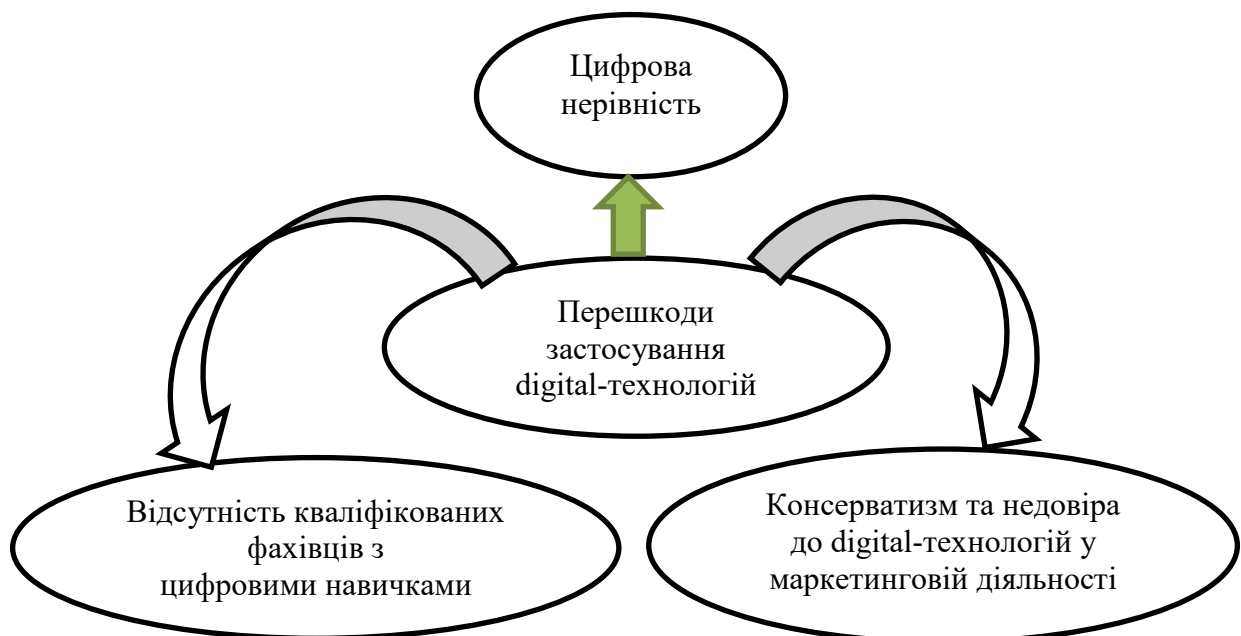 Цифрова
нерівність
Перешкоди
застосування
digital-технологій
Відсутність кваліфікованих
фахівців з
цифровими навичками
Консерватизм та недовіра
до digital-технологій у
маркетинговій діяльності